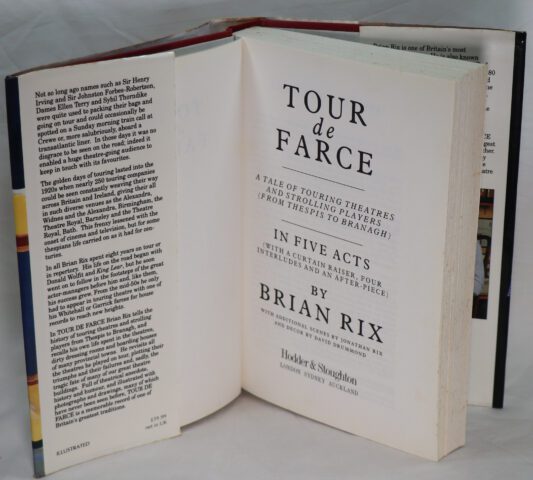 Not so long ago names such as Sir Henry
Irving and Sir Johnston Forbes-Robertson,
Dames Ellen Terry and Sybil Thorndike
were quite used to packing their bags and
going on tour and could occasionally be
spotted on a Sunday morning train call at
Crewe or, more salubriously, aboard a
transatlantic liner. In those days it was no
disgrace to be seen on the road; indeed it
enabled a huge theatre-going audience to
keep in touch with its favourites.
The golden days of touring lasted into the
1920s when nearly 250 touring companies
could be seen constantly weaving their way
across Britain and Ireland, giving their all
in such diverse venues as the Alexandra,
Widnes and the Alexandra, Birmingham, the
Theatre Royal, Barnsley and the Theatre
Royal, Bath. This frenzy lessened with the
onset of cinema and television, but for some
thespians life carried on as it had for cen-
turies.
In all Brian Rix spent eight years on tour or
in repertory. His life on the road began with
Donald Wolfit and King Lear, but he soon
went on to follow in the footsteps of the great
actor-managers before him and, like them,
his success grew. From the mid-50s he only
had to appear in touring theatre with one of
his Whitehall or Garrick farces for house
records to reach new heights.
In TOUR DE FARCE Brian Rix tells the
history of touring theatres and strolling
players from Thespis to Branagh, and
recalls his own life spent in the theatres,
dirty dressing rooms and boarding houses
of many provincial towns. He revisits all
the theatres he played on tour, plotting their
triumphs and their failures and, sadly, the
tragic fate of many of our great theatre
buildings. Full of theatrical anecdote,
history and humour, and illustrated with
photographs and drawings, many of which
have never been seen before, TOUR DE
FARCE is a memorable record of one of
Britain's greatest traditions.
net in UK
ILLUSTRATED
TOUR
de
FARCE
A TALE OF TOURING THEATRES
AND STROLLING PLAYERS
(FROM THESPIS TO BRANAGH)
IN FIVE ACTS
(WITH A CURTAIN RAISER, FOUR
INTERLUDES AND AN AFTER-PIECE)
BY
BRIAN RIX
WITH ADDITIONAL SCENES BY JONATHAN RIX
AND DECOR BY DAVID DRUMMOND
Hodder & Stoughton
LONDON SYDNEY AUCKLAND
Brian Rix is one of Britain's most
He is also known